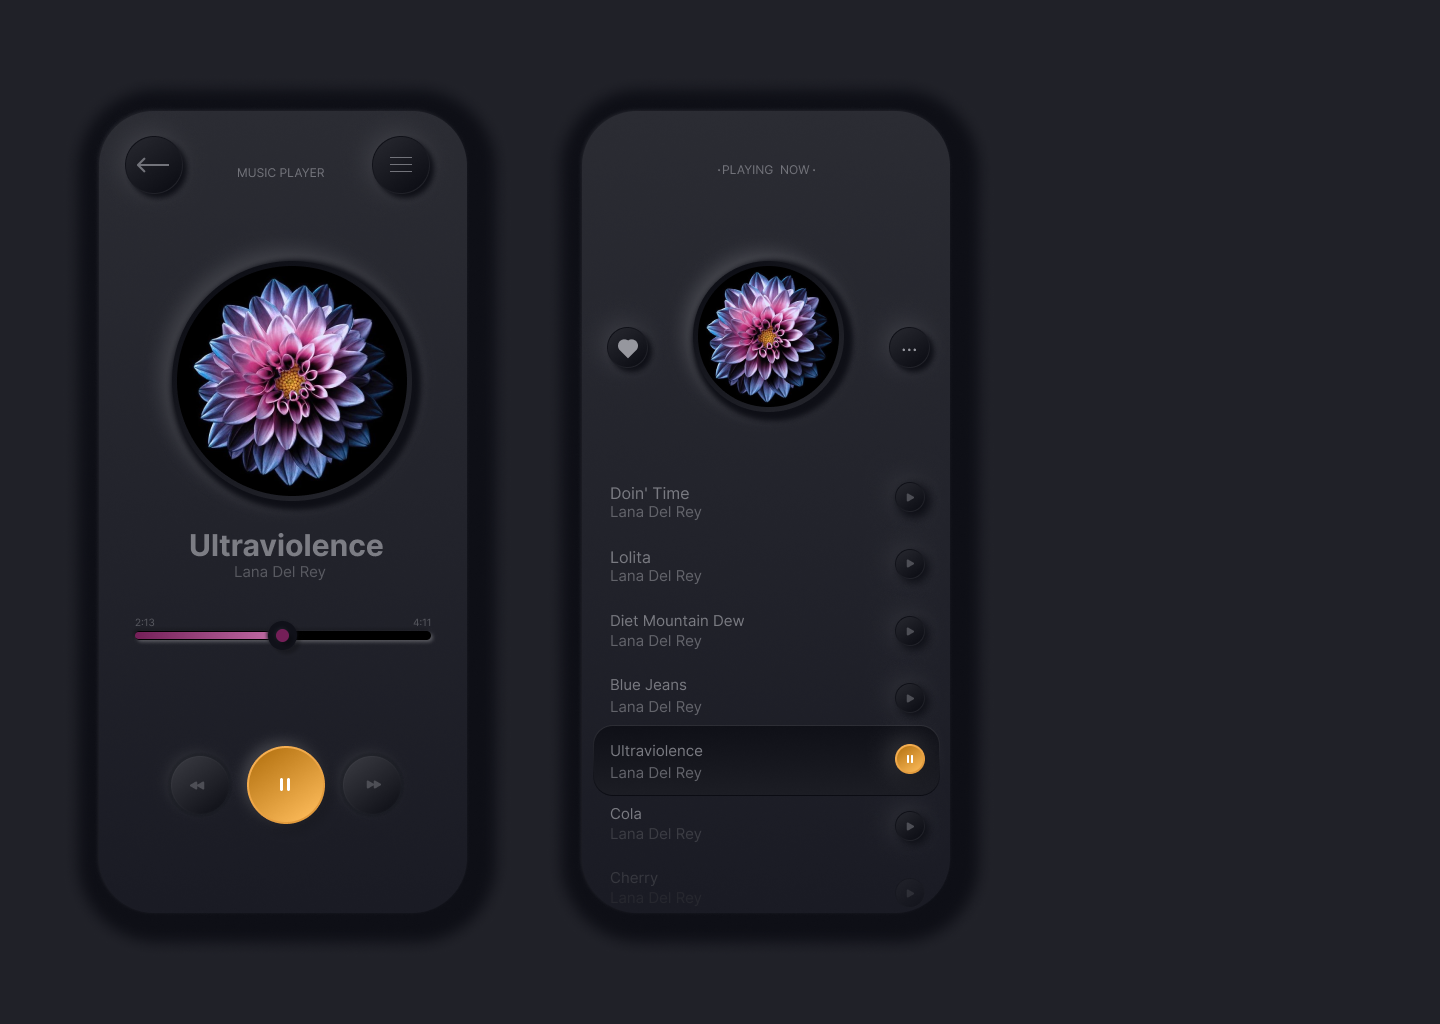 MUSIC PLAYER
Ultraviolence
Lana Del Rey
2:13 4:11
·PLAYING NOW·
Doin' Time
Lana Del Rey
Lolita
Lana Del Rey
Diet Mountain Dew
Lana Del Rey
Blue Jeans
Lana Del Rey
Ultraviolence
Lana Del Rey
Cola
Lana Del Rey
Cherry
Lana Del Rey